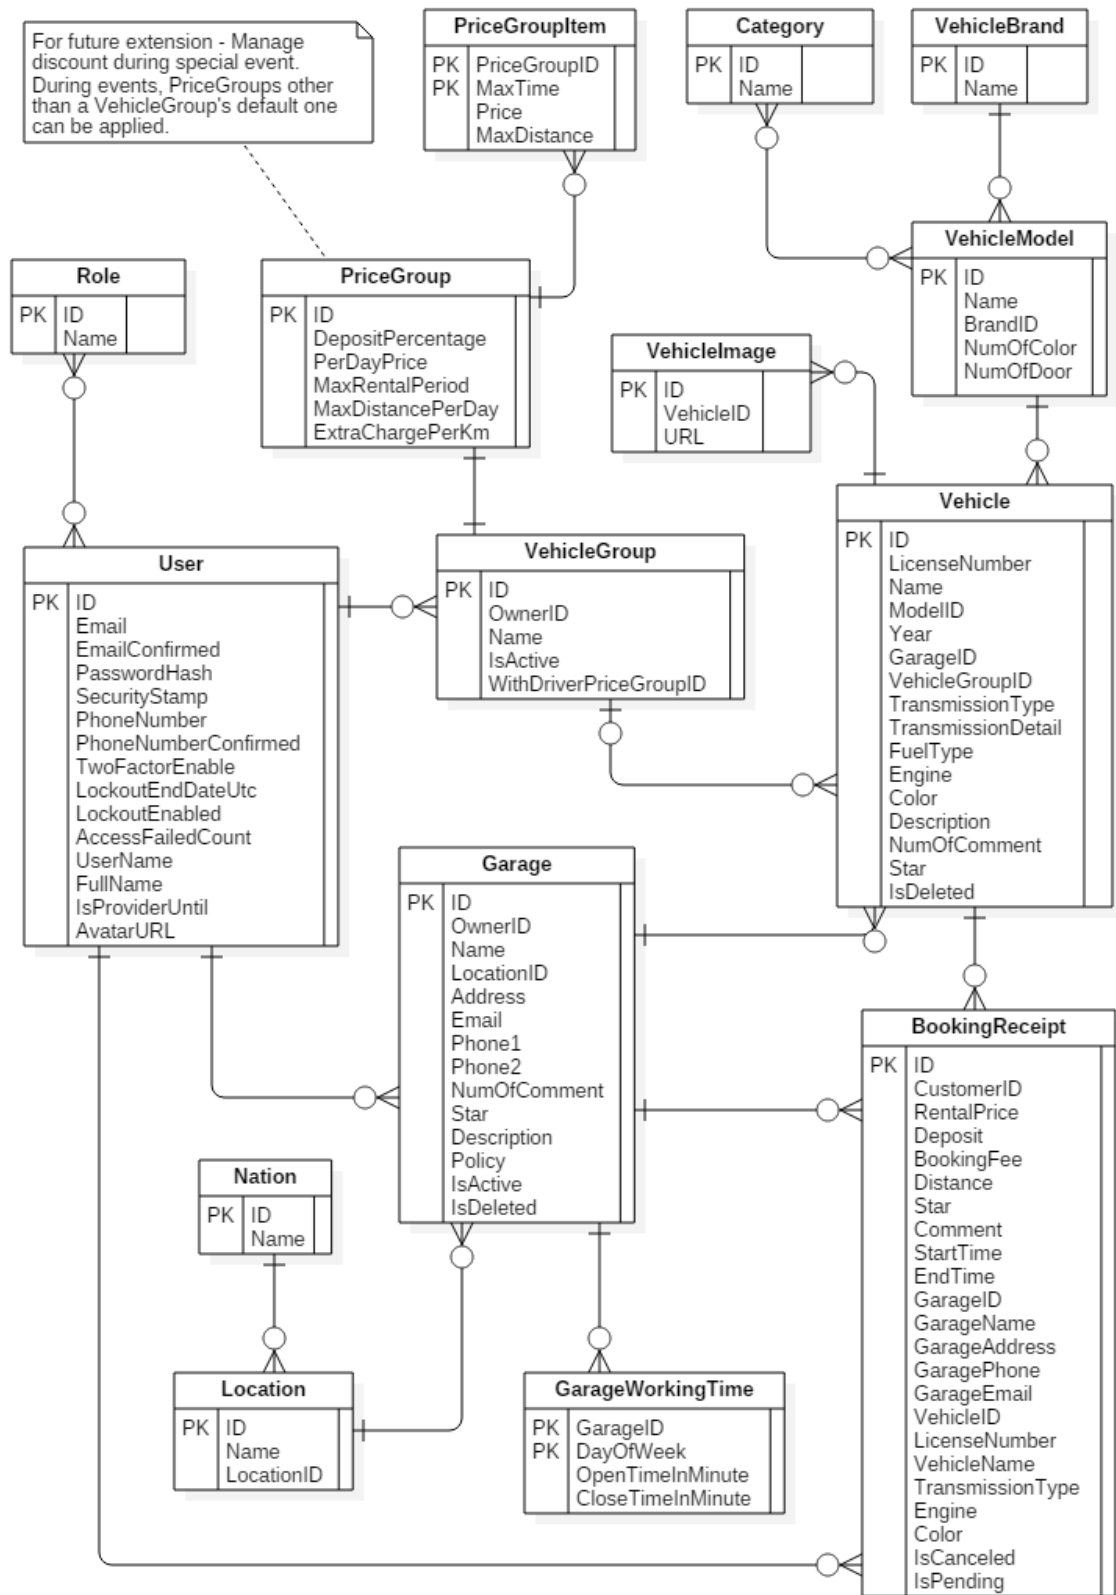 For future extension - Manage
discount during special event.
During events, PriceGroups other
than a VehicleGroup's default one
can be applied.
PriceGroupItem
PK PriceGroupID
PK MaxTime
Price
MaxDistance
Category
PK ID
Name
VehicleBrand
PK ID
Name
Role
PK ID
Name
PriceGroup
PK ID
DepositPercentage
PerDayPrice
MaxRentalPeriod
MaxDistancePerDay
ExtraChargePerKm
VehicleImage
PK ID
VehicleID
URL
VehicleModel
PK ID
Name
BrandID
NumOfColor
NumOfDoor
User
PK ID
Email
EmailConfirmed
PasswordHash
SecurityStamp
PhoneNumber
PhoneNumberConfirmed
TwoFactorEnable
LockoutEndDateUtc
LockoutEnabled
AccessFailedCount
UserName
FullName
IsProviderUntil
AvatarURL
VehicleGroup
PK ID
OwnerID
Name
IsActive
WithDriverPriceGroupID
Vehicle
PK ID
LicenseNumber
Name
ModelID
Year
GarageID
VehicleGroupID
TransmissionType
TransmissionDetail
FuelType
Engine
Color
Description
NumOfComment
Star
IsDeleted
Garage
PK ID
OwnerID
Name
LocationID
Address
Email
Phone1
Phone2
NumOfComment
Star
Description
Policy
IsActive
IsDeleted
BookingReceipt
PK ID
CustomerID
RentalPrice
Deposit
BookingFee
Distance
Star
Comment
StartTime
EndTime
GarageID
GarageName
GarageAddress
GaragePhone
GarageEmail
VehicleID
LicenseNumber
VehicleName
TransmissionType
Engine
Color
IsCanceled
IsPending
Nation
PK ID
Name
Location
PK ID
Name
LocationID
GarageWorkingTime
PK GarageID
PK DayOfWeek
OpenTimeInMinute
CloseTimeInMinute